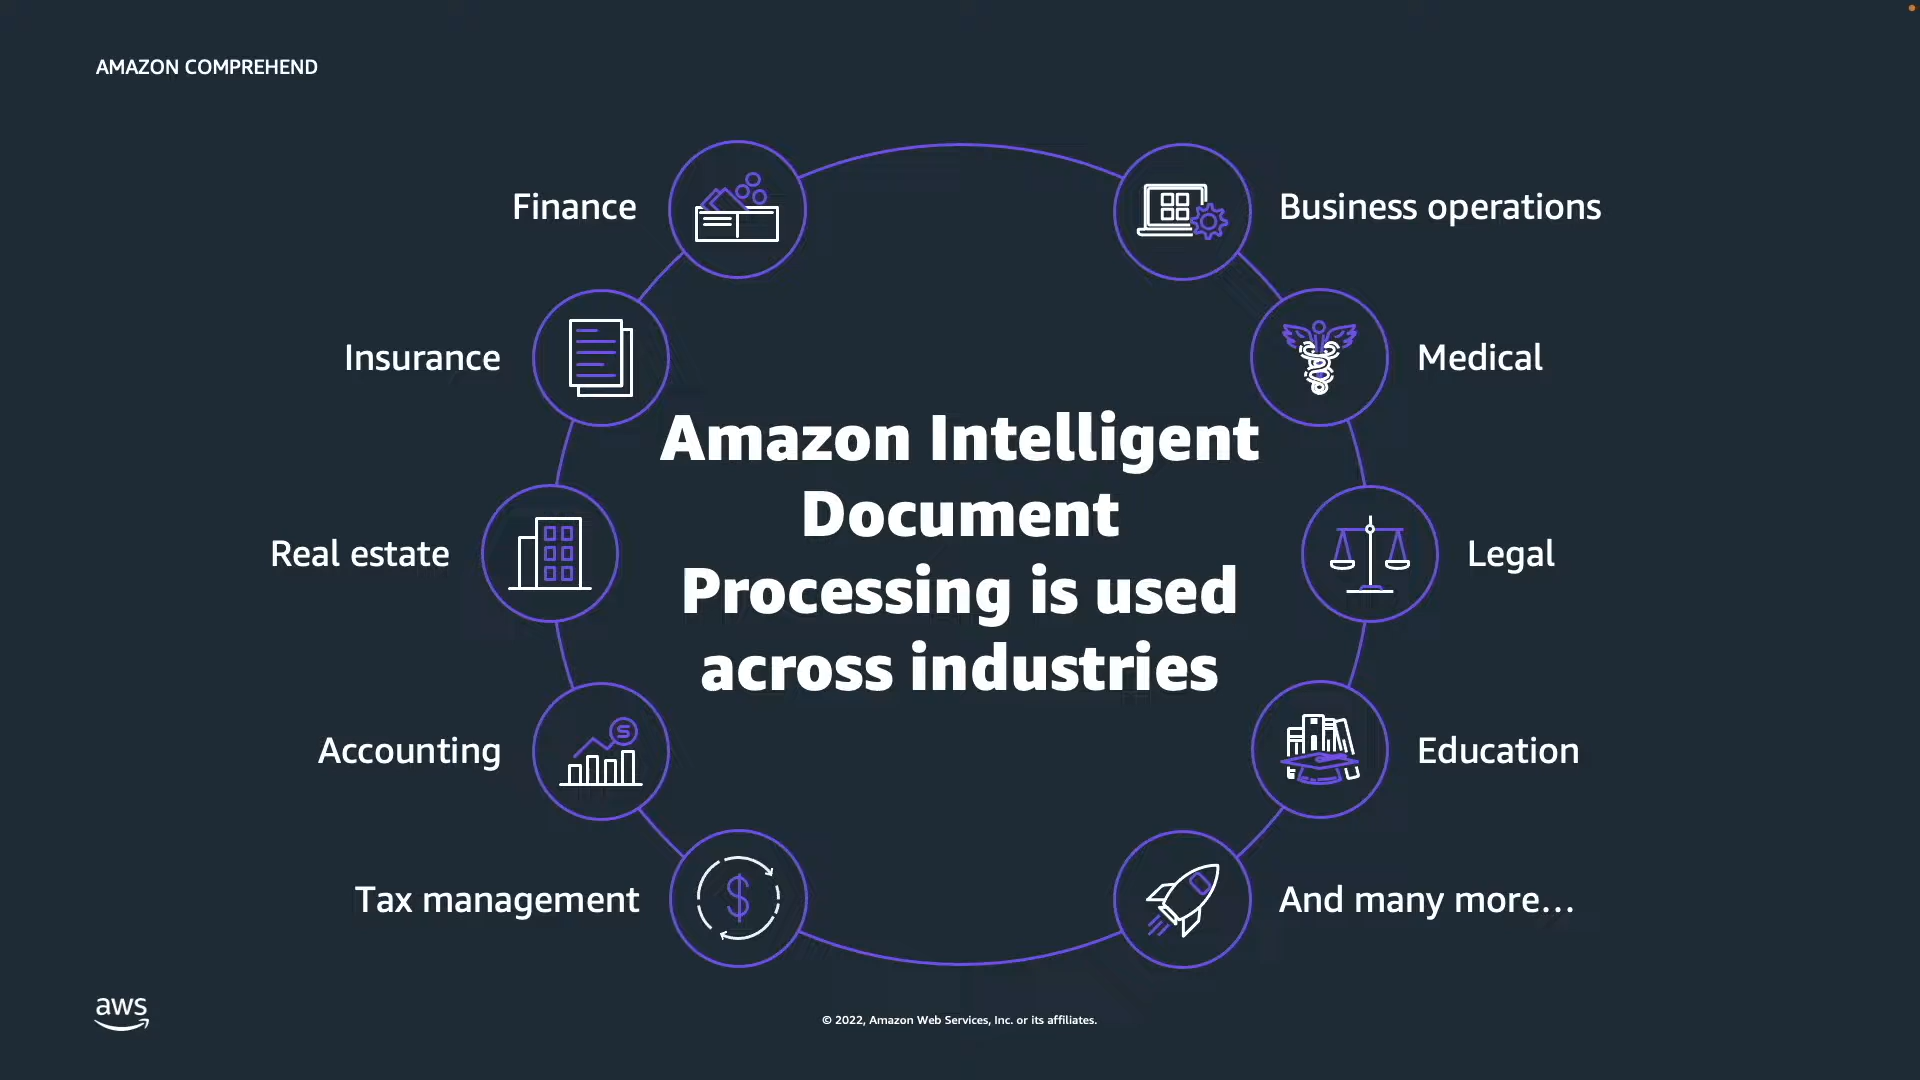 AMAZON COMPREHEND
Finance
Business operations
Insurance
Medical
Amazon Intelligent
Document
Processing is used
across industries
Real estate
Legal
Accounting
Education
Tax management
And many more...
aws
© 2022, Amazon Web Services, Inc. or its affiliates.